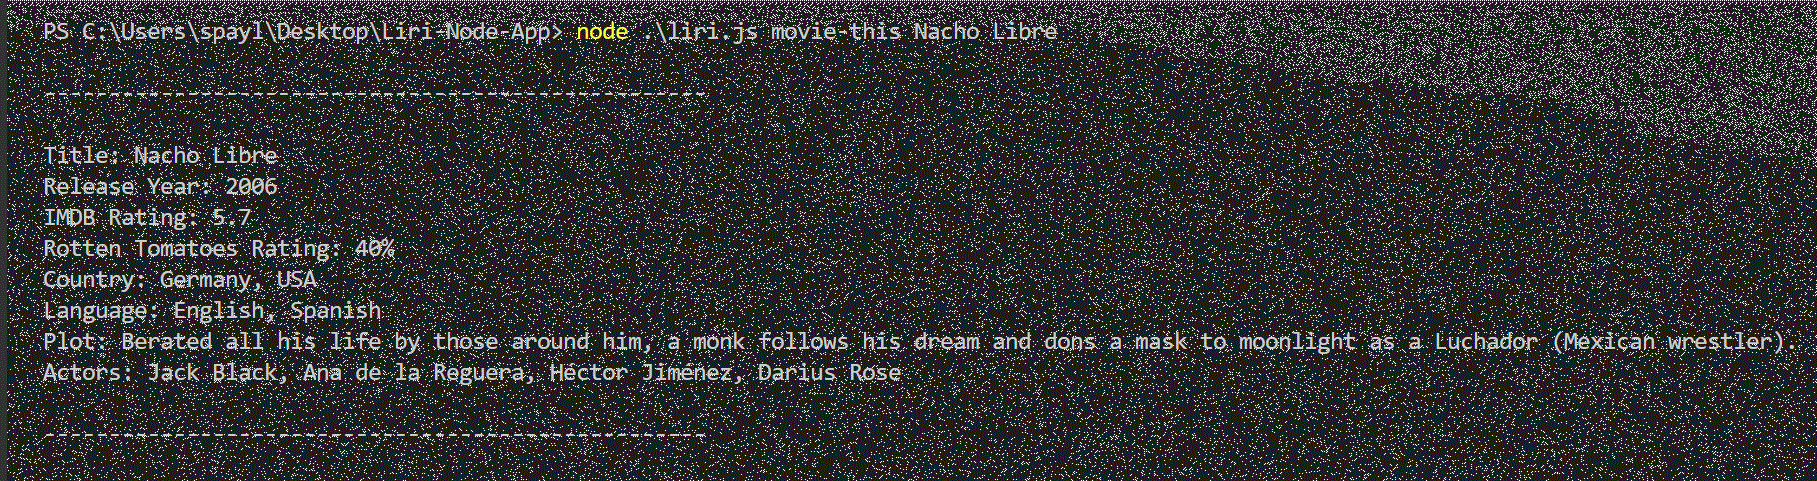 PS C:\Users\spayl\Desktop\Liri-Node-App> node .\liri.js movie-this Nacho Libre
---------------------------------------------------
Title: Nacho Libre
Release Year: 2006
IMDB Rating: 5.7
Rotten Tomatoes Rating: 40%
Country: Germany, USA
Language: English, Spanish
Plot: Berated all his life by those around him, a monk follows his dream and dons a mask to moonlight as a Luchador (Mexican wrestler).
Actors: Jack Black, Ana de la Reguera, Héctor Jiménez, Darius Rose
---------------------------------------------------